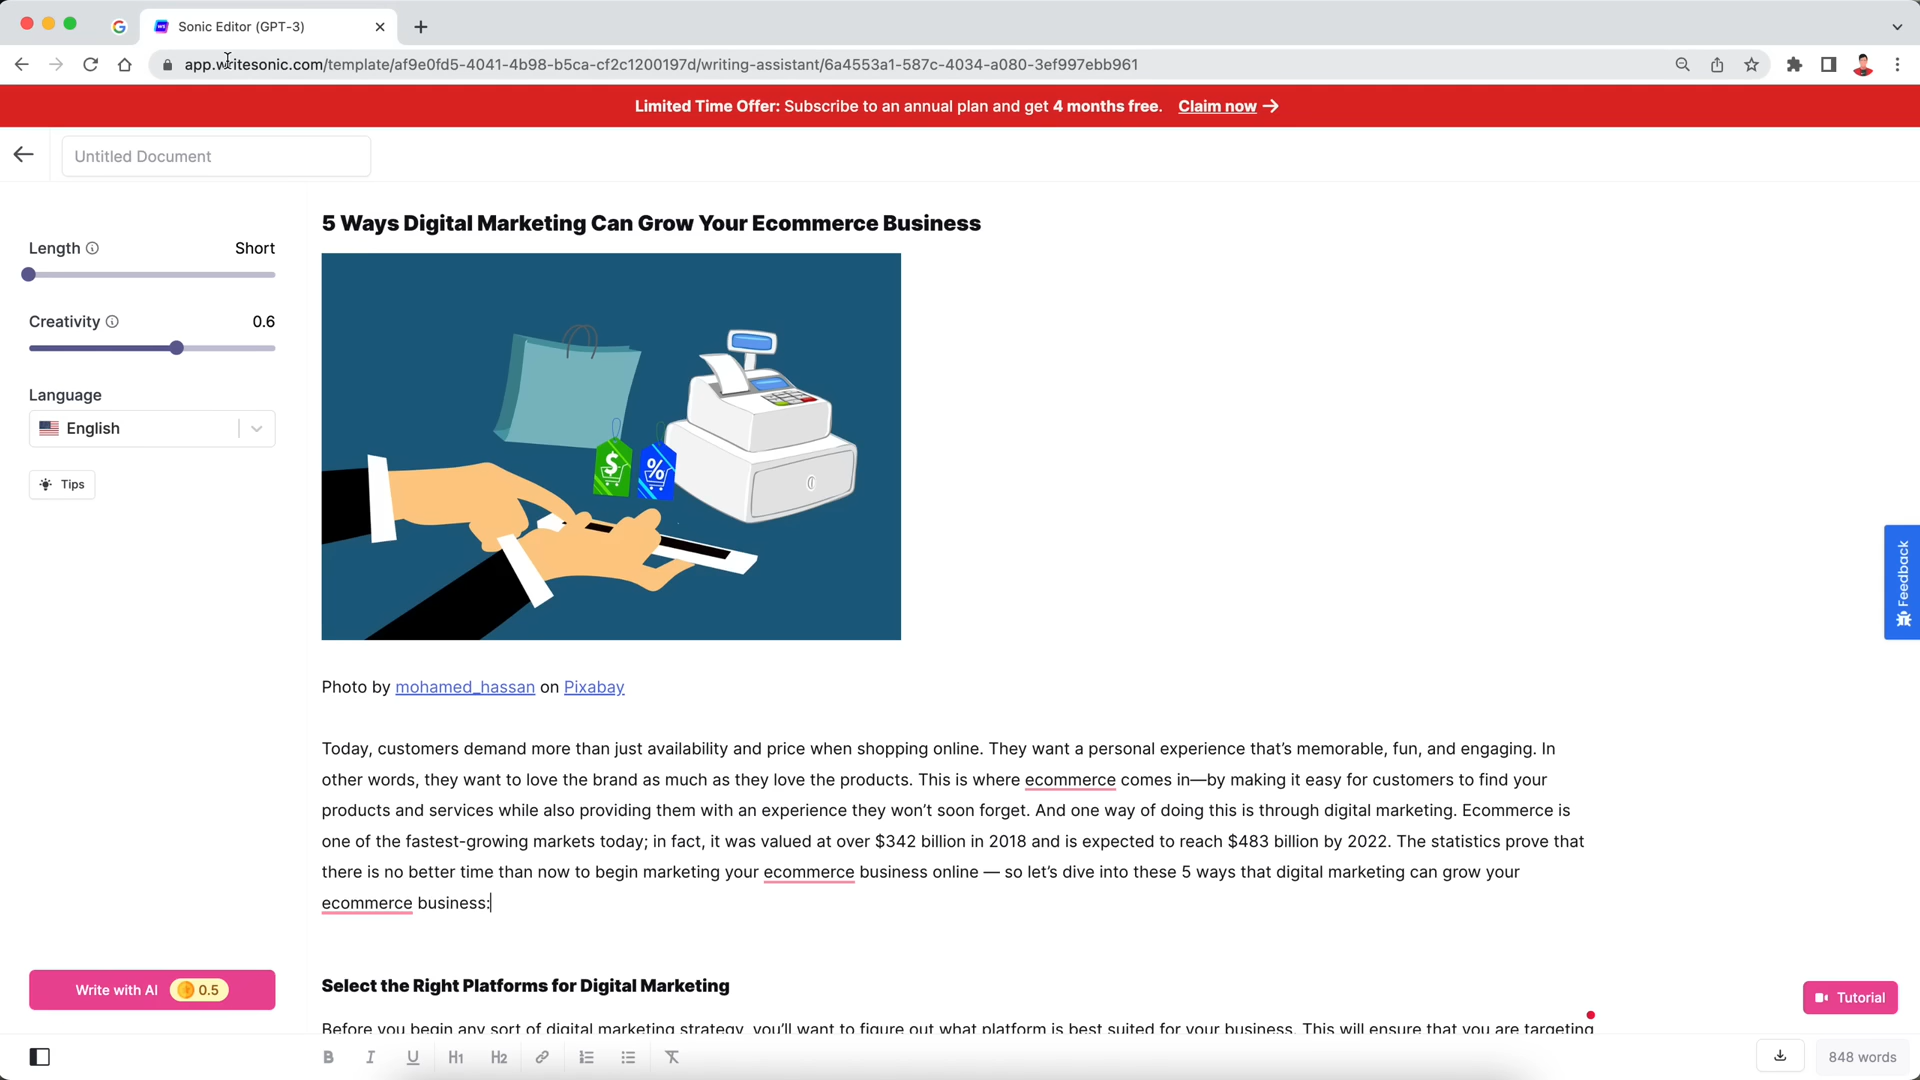 Sonic Editor (GPT-3)
app.writesonic.com/template/af9e0fd5-4041-4b98-b5ca-cf2c1200197d/writing-assistant/6a4553a1-587c-4034-a080-3ef997ebb961
Limited Time Offer: Subscribe to an annual plan and get 4 months free. Claim now →
Untitled Document
Length Short
Creativity 0.6
Language
English
Tips
5 Ways Digital Marketing Can Grow Your Ecommerce Business
$ %
Photo by mohamed_hassan on Pixabay
Today, customers demand more than just availability and price when shopping online. They want a personal experience that's memorable, fun, and engaging. In
other words, they want to love the brand as much as they love the products. This is where ecommerce comes in—by making it easy for customers to find your
products and services while also providing them with an experience they won't soon forget. And one way of doing this is through digital marketing. Ecommerce is
one of the fastest-growing markets today; in fact, it was valued at over $342 billion in 2018 and is expected to reach $483 billion by 2022. The statistics prove that
there is no better time than now to begin marketing your ecommerce business online — so let's dive into these 5 ways that digital marketing can grow your
ecommerce business:
Select the Right Platforms for Digital Marketing
Before you begin any sort of digital marketing strategy, you'll want to figure out what platform is best suited for your business. This will ensure that you are targeting
Feedback
Write with AI 0.5
Tutorial
B I U H1 H2
848 words